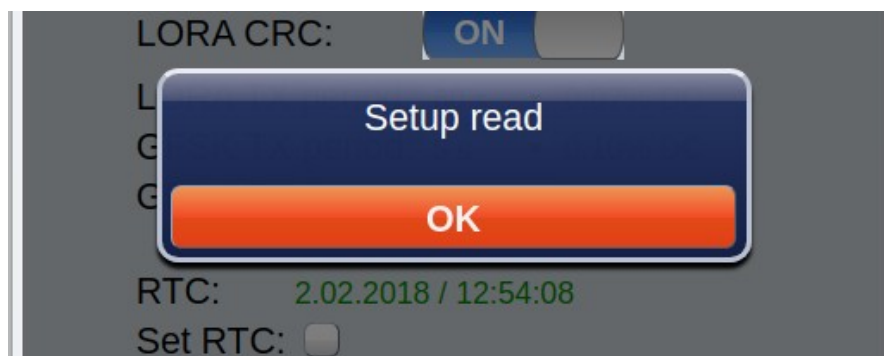 LORA CRC:
ON
Setup read
OK
RTC: 2.02.2018 / 12:54:08
Set RTC: